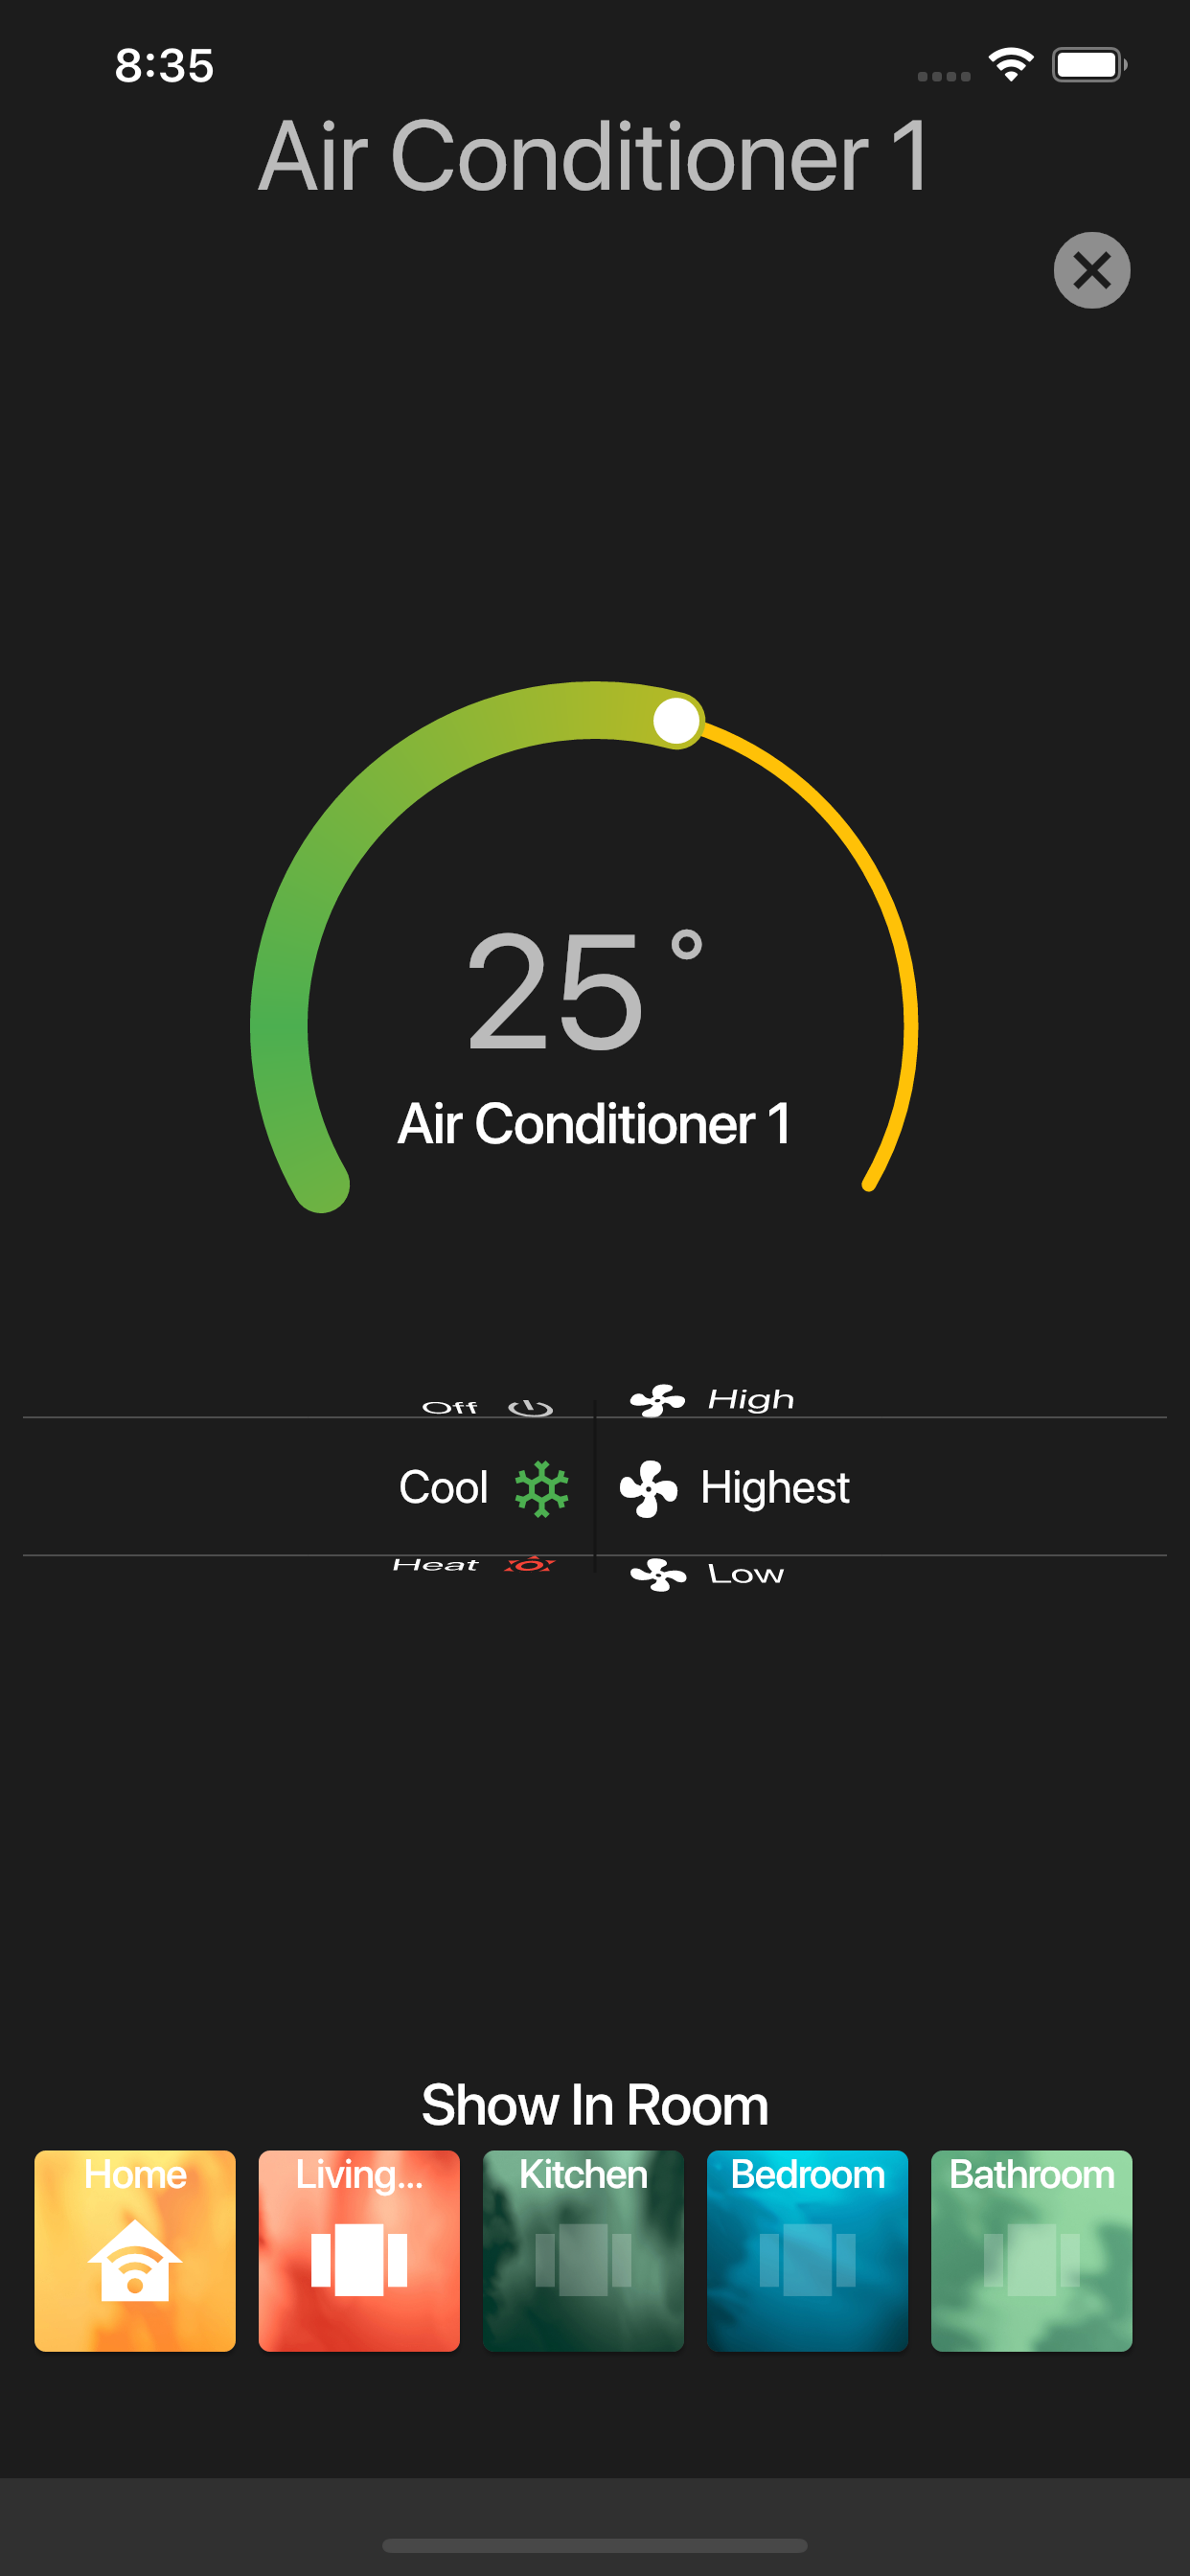 8:35
Air Conditioner 1
25°
Air Conditioner 1
Off
High
Cool
Highest
Heat
Low
Show In Room
Home
Living...
Kitchen
Bedroom
Bathroom